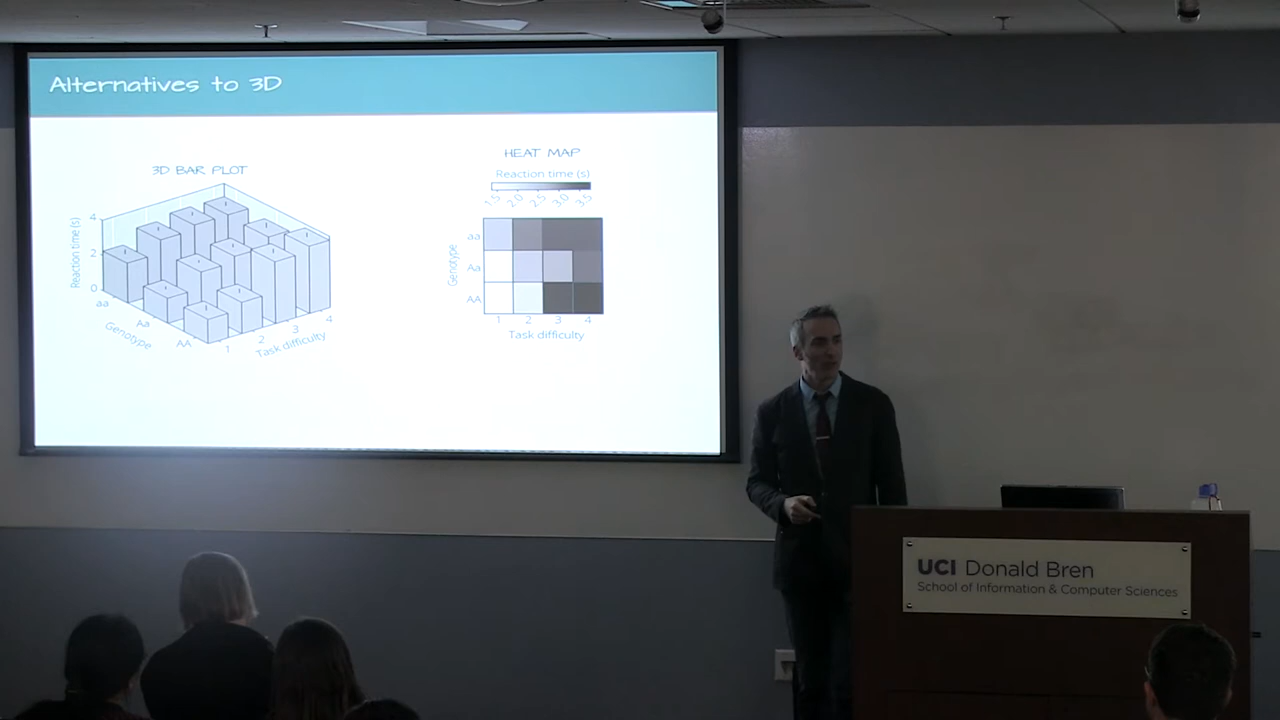 Alternatives to 3D
3D BAR PLOT
Reaction time (s)
4
2
0
aa
Aa
AA
Genotype
1
2
3
4
Task difficulty
HEAT MAP
Reaction time (s)
1.5 2.0 2.5 3.0 3.5
Genotype
aa
Aa
AA
1 2 3 4
Task difficulty
UCI Donald Bren
School of Information & Computer Sciences